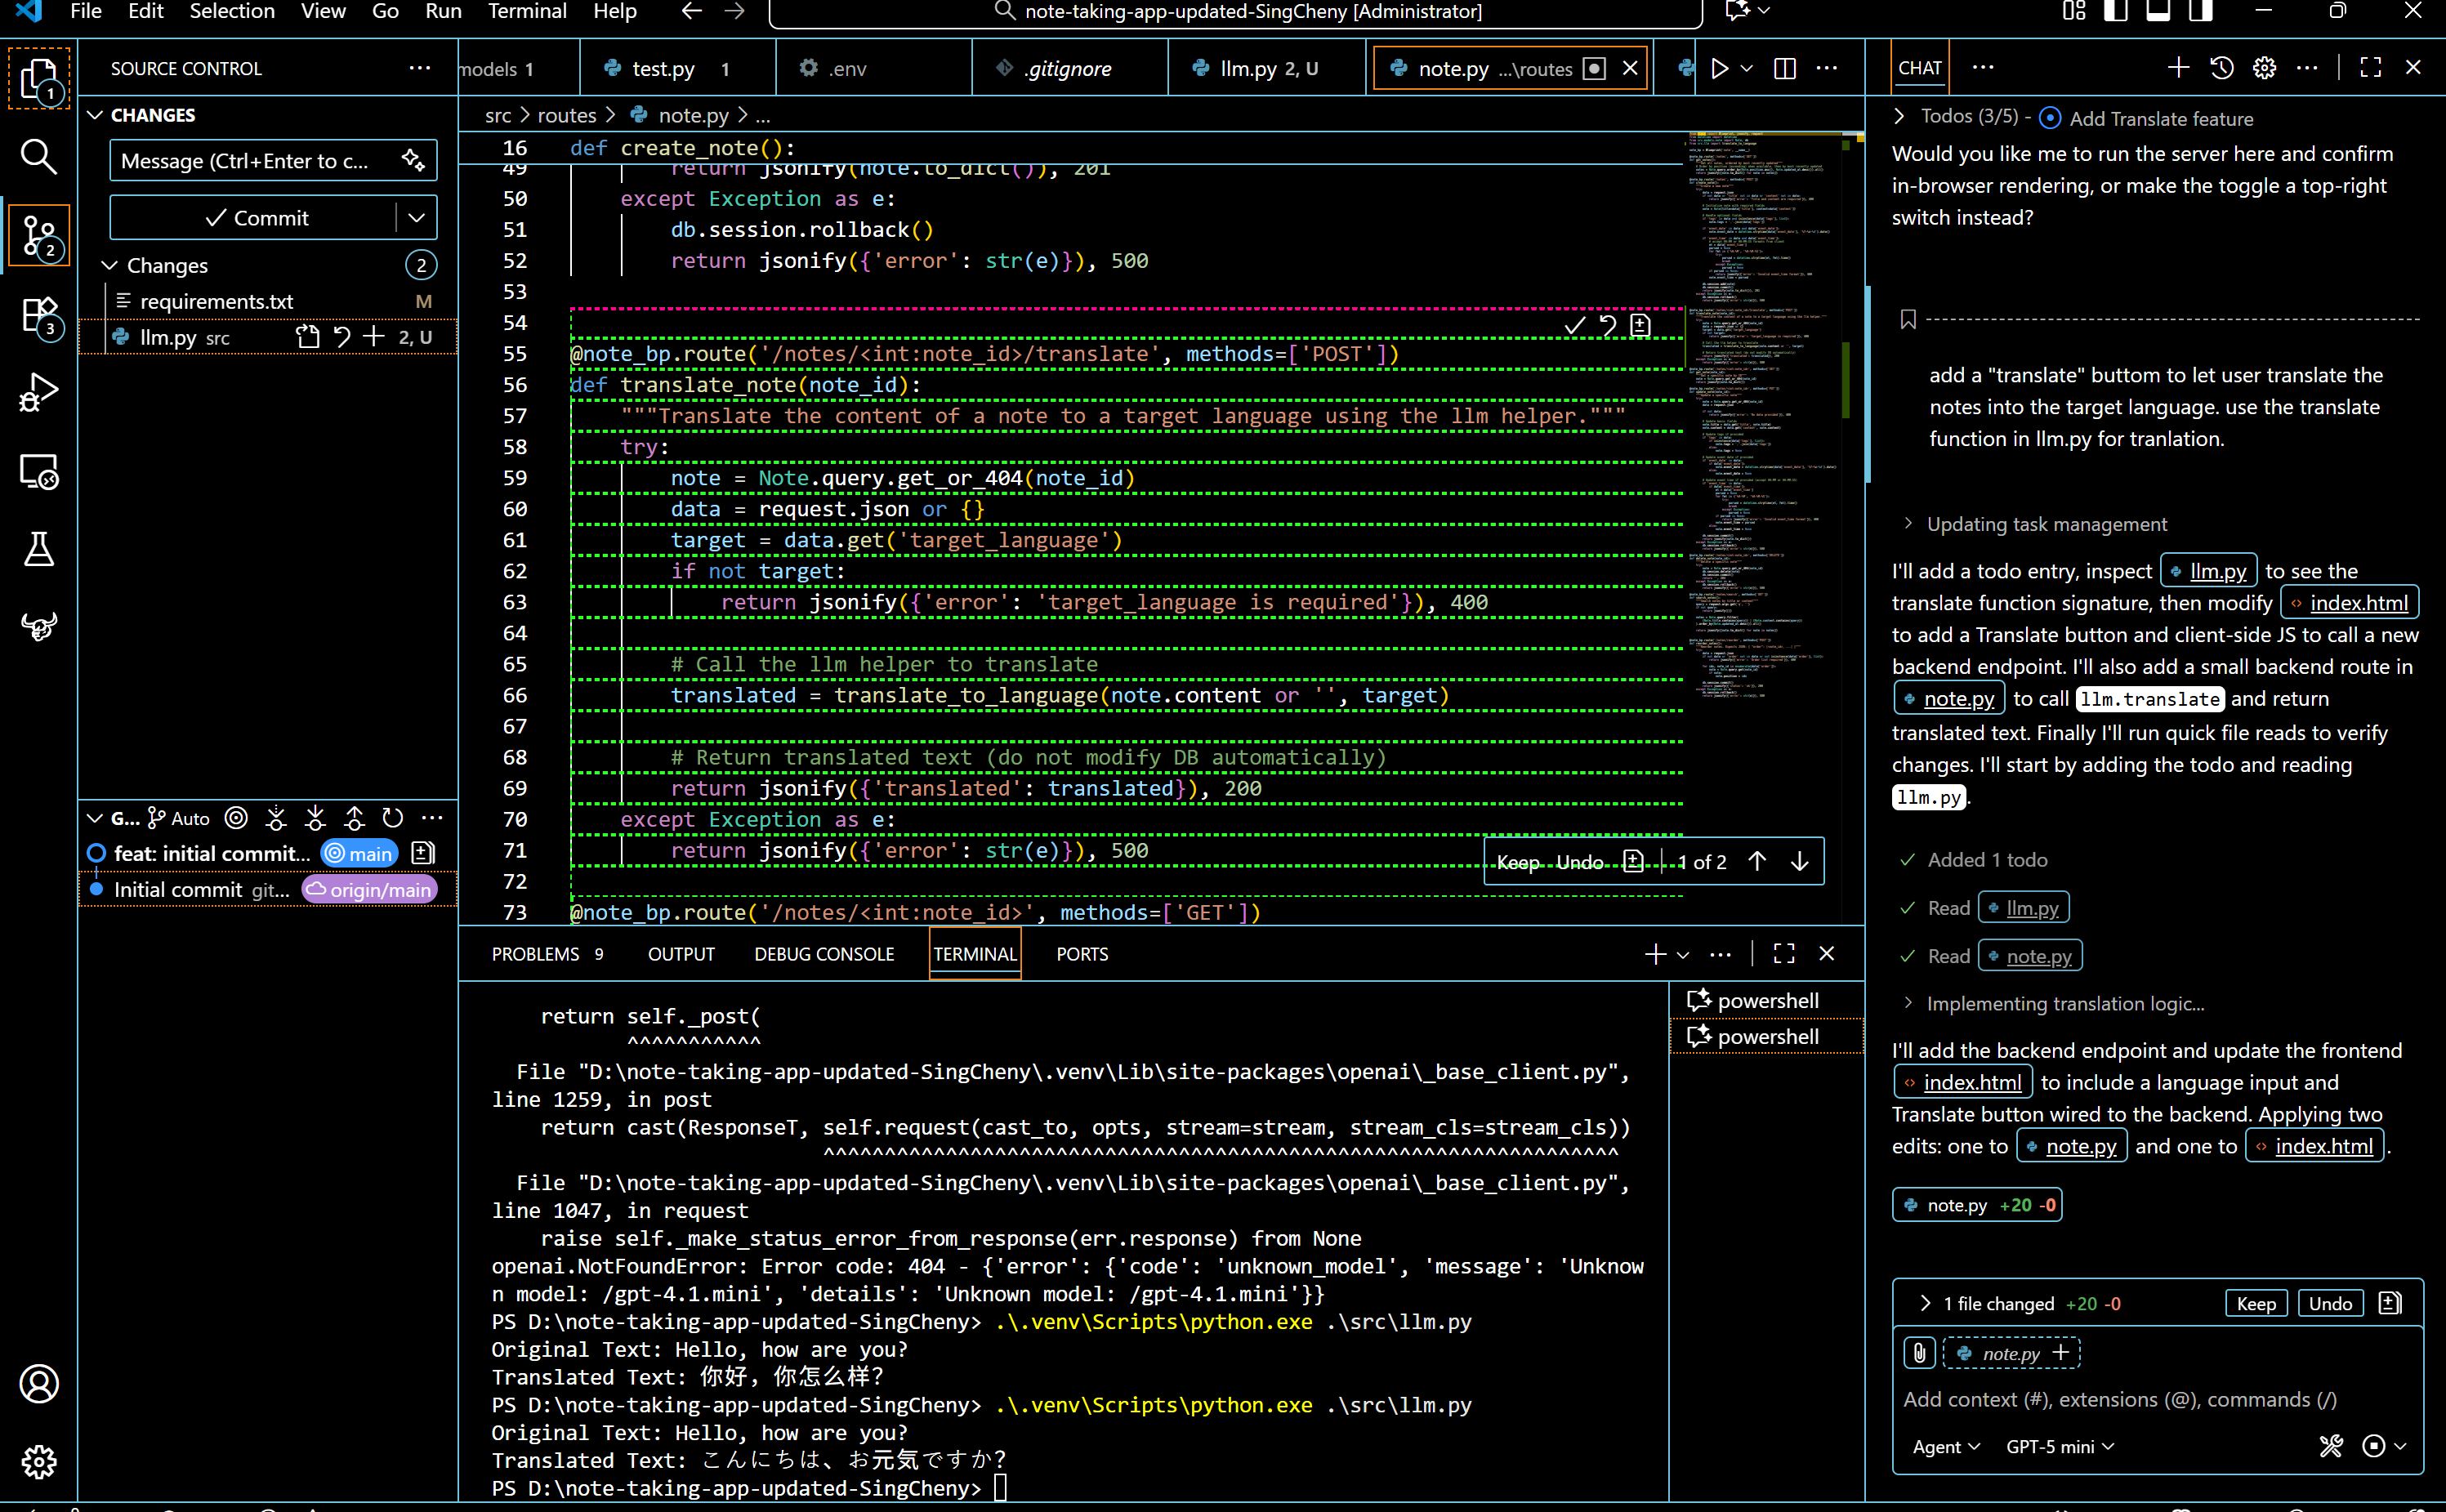 File Edit Selection View Go Run Terminal Help
note-taking-app-updated-SingCheny [Administrator]
SOURCE CONTROL
CHANGES
Message (Ctrl+Enter to c...
Commit
Changes 2
requirements.txt M
llm.py src 2, U
1
2
3
G... Auto
feat: initial commit... main
Initial commit git... origin/main
models 1
test.py 1
.env
.gitignore
llm.py 2, U
note.py ...\routes
src > routes > note.py > ...
16 def create_note():
49 return jsonify(note.to_dict()), 201
50 except Exception as e:
51 db.session.rollback()
52 return jsonify({'error': str(e)}), 500
53
54
55 @note_bp.route('/notes/<int:note_id>/translate', methods=['POST'])
56 def translate_note(note_id):
57 """Translate the content of a note to a target language using the llm helper."""
58 try:
59 note = Note.query.get_or_404(note_id)
60 data = request.json or {}
61 target = data.get('target_language')
62 if not target:
63 return jsonify({'error': 'target_language is required'}), 400
64
65 # Call the llm helper to translate
66 translated = translate_to_language(note.content or '', target)
67
68 # Return translated text (do not modify DB automatically)
69 return jsonify({'translated': translated}), 200
70 except Exception as e:
71 return jsonify({'error': str(e)}), 500
72
73 @note_bp.route('/notes/<int:note_id>', methods=['GET'])
Keep Undo 1 of 2
PROBLEMS 9 OUTPUT DEBUG CONSOLE TERMINAL PORTS
return self._post(
^^^^^^^^^^^
File "D:\note-taking-app-updated-SingCheny\.venv\Lib\site-packages\openai\_base_client.py",
line 1259, in post
return cast(ResponseT, self.request(cast_to, opts, stream=stream, stream_cls=stream_cls))
^^^^^^^^^^^^^^^^^^^^^^^^^^^^^^^^^^^^^^^^^^^^^^^^^^^^^^^^^^^^^^^^^
File "D:\note-taking-app-updated-SingCheny\.venv\Lib\site-packages\openai\_base_client.py",
line 1047, in request
raise self._make_status_error_from_response(err.response) from None
openai.NotFoundError: Error code: 404 - {'error': {'code': 'unknown_model', 'message': 'Unknow
n model: /gpt-4.1.mini', 'details': 'Unknown model: /gpt-4.1.mini'}}
PS D:\note-taking-app-updated-SingCheny> .\.venv\Scripts\python.exe .\src\llm.py
Original Text: Hello, how are you?
Translated Text: 你好，你怎么样？
PS D:\note-taking-app-updated-SingCheny> .\.venv\Scripts\python.exe .\src\llm.py
Original Text: Hello, how are you?
Translated Text: こんにちは、お元気ですか？
PS D:\note-taking-app-updated-SingCheny>
powershell
powershell
CHAT
Todos (3/5) - Add Translate feature
Would you like me to run the server here and confirm
in-browser rendering, or make the toggle a top-right
switch instead?
add a "translate" buttom to let user translate the
notes into the target language. use the translate
function in llm.py for tranlation.
Updating task management
I'll add a todo entry, inspect llm.py to see the
translate function signature, then modify index.html
to add a Translate button and client-side JS to call a new
backend endpoint. I'll also add a small backend route in
note.py to call llm.translate and return
translated text. Finally I'll run quick file reads to verify
changes. I'll start by adding the todo and reading
llm.py.
Added 1 todo
Read llm.py
Read note.py
Implementing translation logic...
I'll add the backend endpoint and update the frontend
index.html to include a language input and
Translate button wired to the backend. Applying two
edits: one to note.py and one to index.html.
note.py +20 -0
1 file changed +20 -0 Keep Undo
note.py +
Add context (#), extensions (@), commands (/)
Agent GPT-5 mini